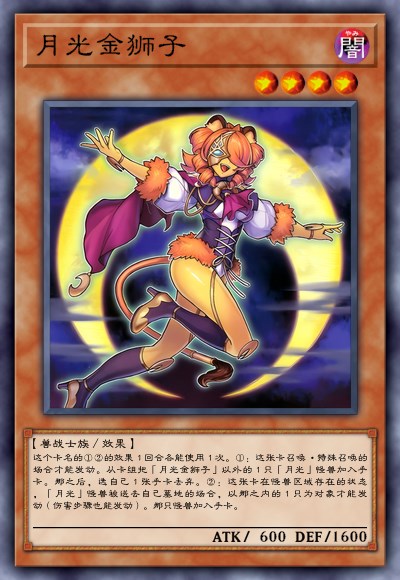 月光金狮子
やみ
闇
【兽战士族／效果】
这个卡名的①②的效果1回合各能使用1次。①：这张卡召唤·特殊召唤的
场合才能发动。从卡组把「月光金狮子」以外的1只「月光」怪兽加入手
卡。那之后，选自己1张手卡丢弃。②：这张卡在怪兽区域存在的状态
，「月光」怪兽被送去自己墓地的场合，以那之内的1只为对象才能发
动（伤害步骤也能发动）。那只怪兽加入手卡。
ATK/ 600 DEF/1600